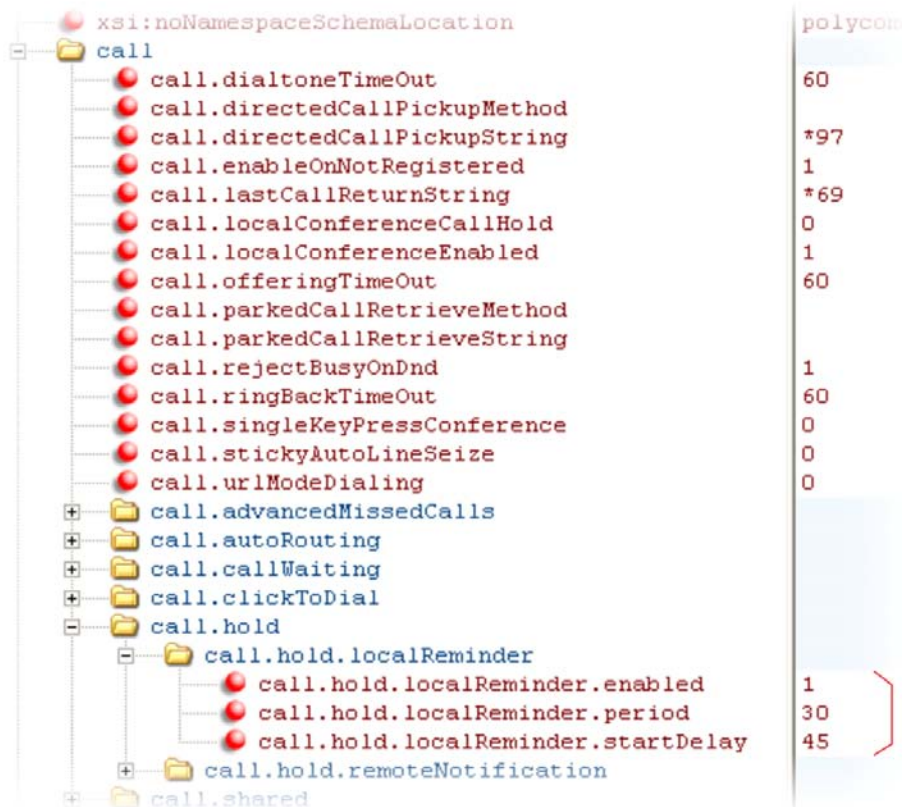 xsi:noNamespaceSchemaLocation polycom
call
call.dialtoneTimeOut 60
call.directedCallPickupMethod
call.directedCallPickupString *97
call.enableOnNotRegistered 1
call.lastCallReturnString *69
call.localConferenceCallHold 0
call.localConferenceEnabled 1
call.offeringTimeOut 60
call.parkedCallRetrieveMethod
call.parkedCallRetrieveString
call.rejectBusyOnDnd 1
call.ringBackTimeOut 60
call.singleKeyPressConference 0
call.stickyAutoLineSeize 0
call.urlModeDialing 0
call.advancedMissedCalls
call.autoRouting
call.callWaiting
call.clickToDial
call.hold
call.hold.localReminder
call.hold.localReminder.enabled 1
call.hold.localReminder.period 30
call.hold.localReminder.startDelay 45
call.hold.remoteNotification
call.shared